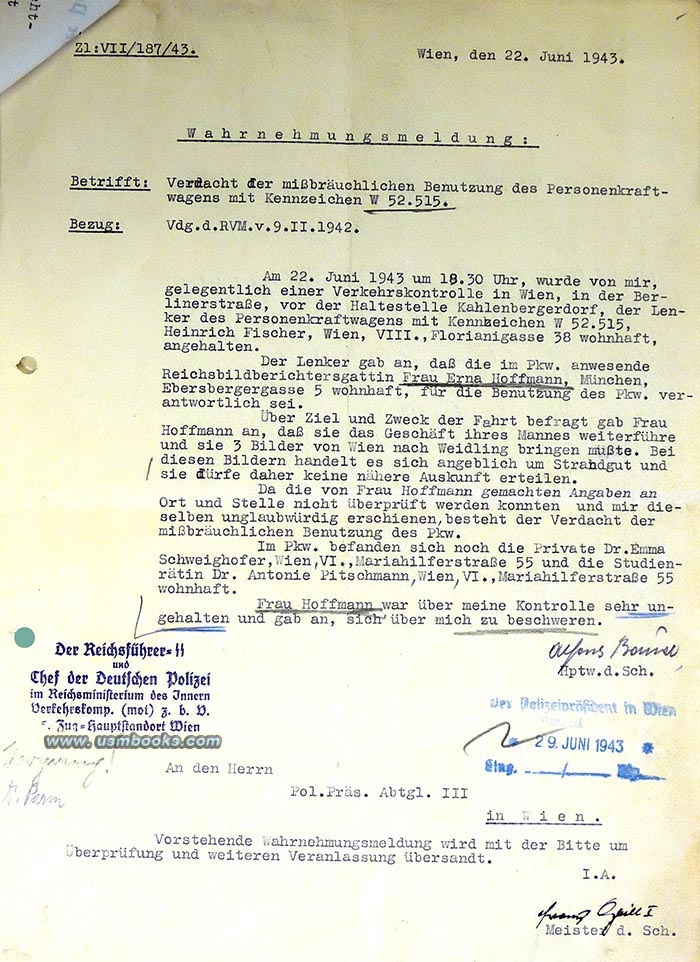 Zl:VII/187/43.
Wien, den 22. Juni 1943.
Wahrnehmungsmeldung:
Betrifft: Verdacht der mißbräuchlichen Benutzung des Personenkraft-
wagens mit Kennzeichen W 52.515.
Bezug: Vdg.d.RVM.v.9.II.1942.
Am 22. Juni 1943 um 18.30 Uhr, wurde von mir,
gelegentlich einer Verkehrskontrolle in Wien, in der Ber-
linerstraße, vor der Haltestelle Kahlenbergerdorf, der Len-
ker des Personenkraftwagens mit Kennzeichen W 52.515,
Heinrich Fischer, Wien, VIII.,Florianigasse 38 wohnhaft,
angehalten.
Der Lenker gab an, daß die im Pkw. anwesende
Reichsbildberichtersgattin Frau Erna Hoffmann, München,
Ebersbergergasse 5 wohnhaft, für die Benutzung des Pkw. ver-
antwortlich sei.
Über Ziel und Zweck der Fahrt befragt gab Frau
Hoffmann an, daß sie das Geschäft ihres Mannes weiterführe
und sie 3 Bilder von Wien nach Weidling bringen müßte. Bei
diesen Bildern handelt es sich angeblich um Strandgut und
sie dürfe daher keine nähere Auskunft erteilen.
Da die von Frau Hoffmann gemachten Angaben an
Ort und Stelle nicht überprüft werden konnten und mir die-
selben unglaubwürdig erschienen,besteht der Verdacht der
mißbräuchlichen Benutzung des Pkw.
Im Pkw. befanden sich noch die Private Dr.Emma
Schweighofer,Wien,VI.,Mariahilferstraße 55 und die Studien-
rätin Dr. Antonie Pitschmann,Wien,VI.,Mariahilferstraße 55
wohnhaft.
Frau Hoffmann war über meine Kontrolle sehr un-
gehalten und gab an, sich über mich zu beschweren.
Hptw.d.Sch.
Der Reichsführer-SS
und
Chef der Deutschen Polizei
im Reichsministerium des Innern
Verkehrskomp. (mot) z. b. V.
Zug-Hauptstandort Wien
www.usmbooks.com
Der Polizeipräsident in Wien
29. JUNI 1943
Eing.
An den Herrn
Pol.Präs. Abtgl. III
in Wien.
Vorstehende Wahrnehmungsmeldung wird mit der Bitte um
Überprüfung und weiteren Veranlassung übersandt.
I.A.
Meister d. Sch.